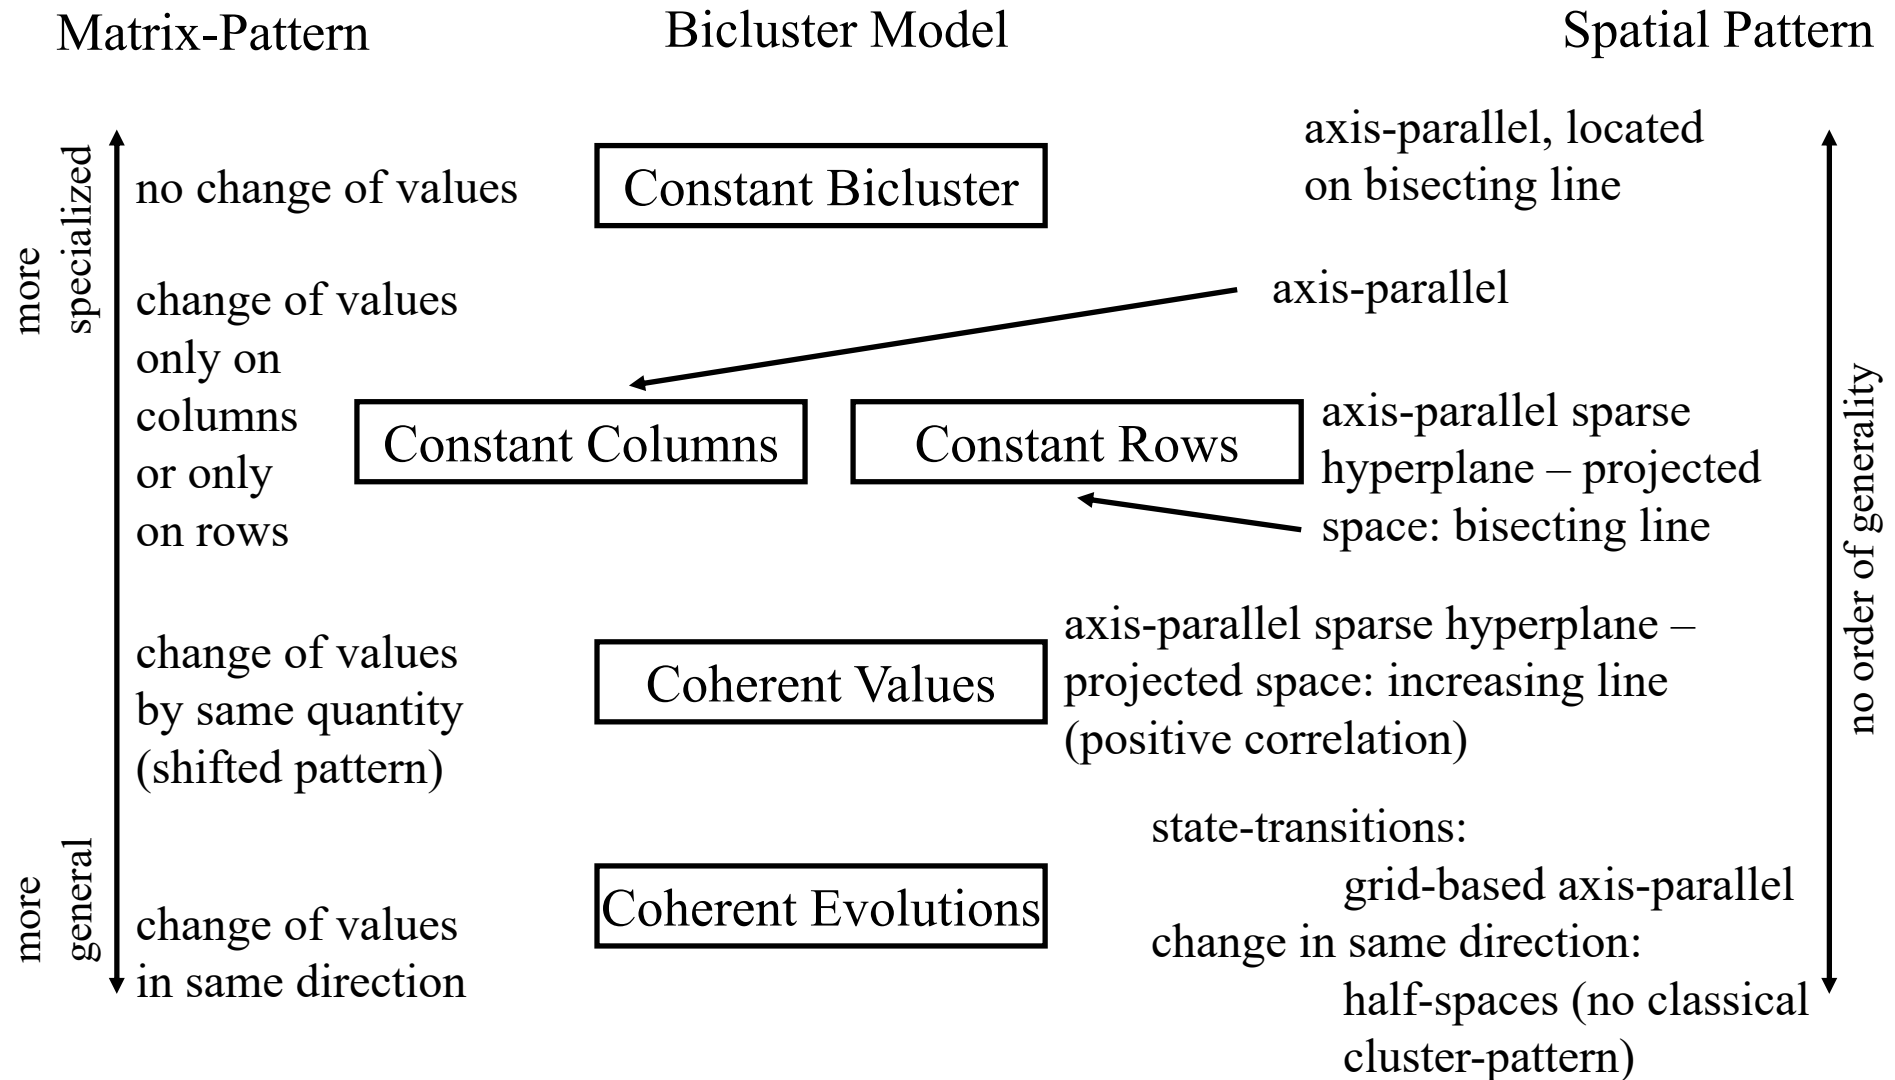 Matrix-Pattern
Bicluster Model
Spatial Pattern
more
specialized
no change of values
Constant Bicluster
axis-parallel, located
on bisecting line
change of values
only on
columns
or only
on rows
axis-parallel
Constant Columns
Constant Rows
axis-parallel sparse
hyperplane – projected
space: bisecting line
no order of generality
change of values
by same quantity
(shifted pattern)
Coherent Values
axis-parallel sparse hyperplane –
projected space: increasing line
(positive correlation)
more
general
change of values
in same direction
Coherent Evolutions
state-transitions:
grid-based axis-parallel
change in same direction:
half-spaces (no classical
cluster-pattern)